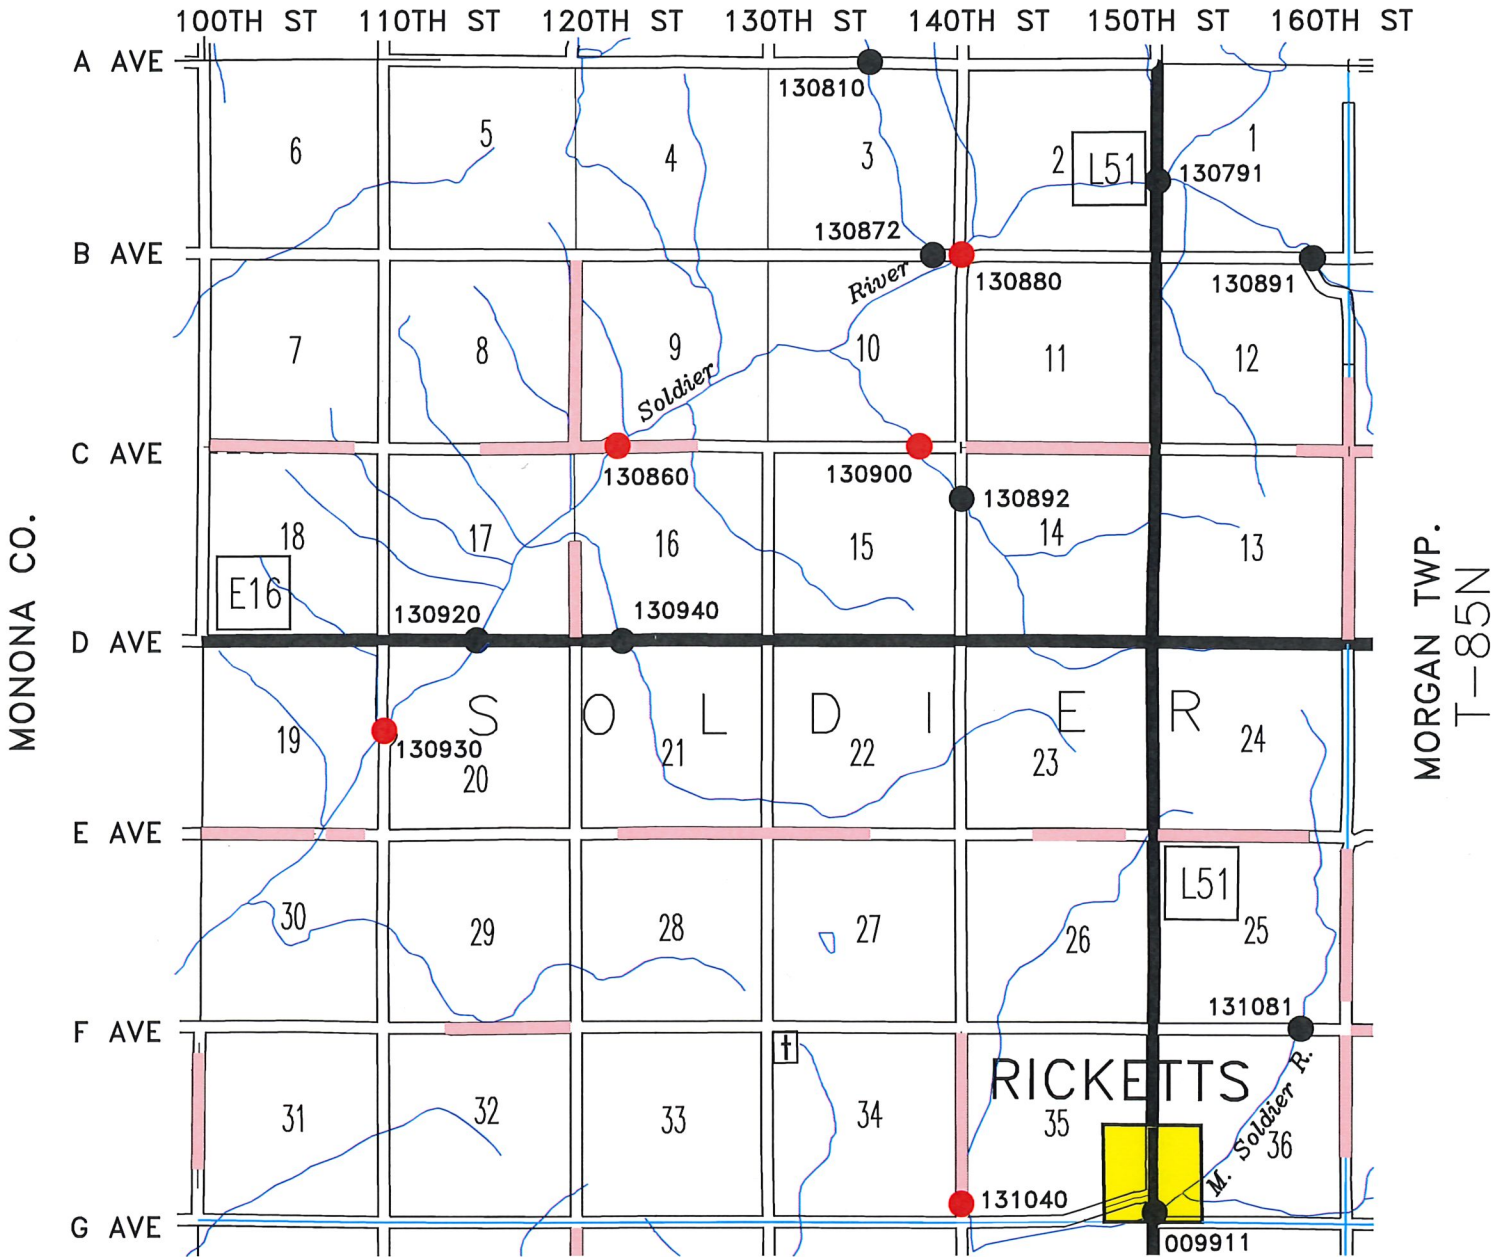 100TH ST 110TH ST 120TH ST 130TH ST 140TH ST 150TH ST 160TH ST
A AVE
130810
6 5 4 3 2 L51 1
130791
130872
B AVE
130880
130891
River
7 8 9 10 11 12
Soldier
C AVE
130860
130900
130892
18 17 16 15 14 13
E16
130920
130940
D AVE
MONONA CO.
MORGAN TWP.
T-85N
SOLDIER
19 20 21 22 23 24
130930
E AVE
L51
30 29 28 27 26 25
131081
F AVE
RICKETTS
M. Soldier R.
31 32 33 34 35 36
131040
G AVE
009911